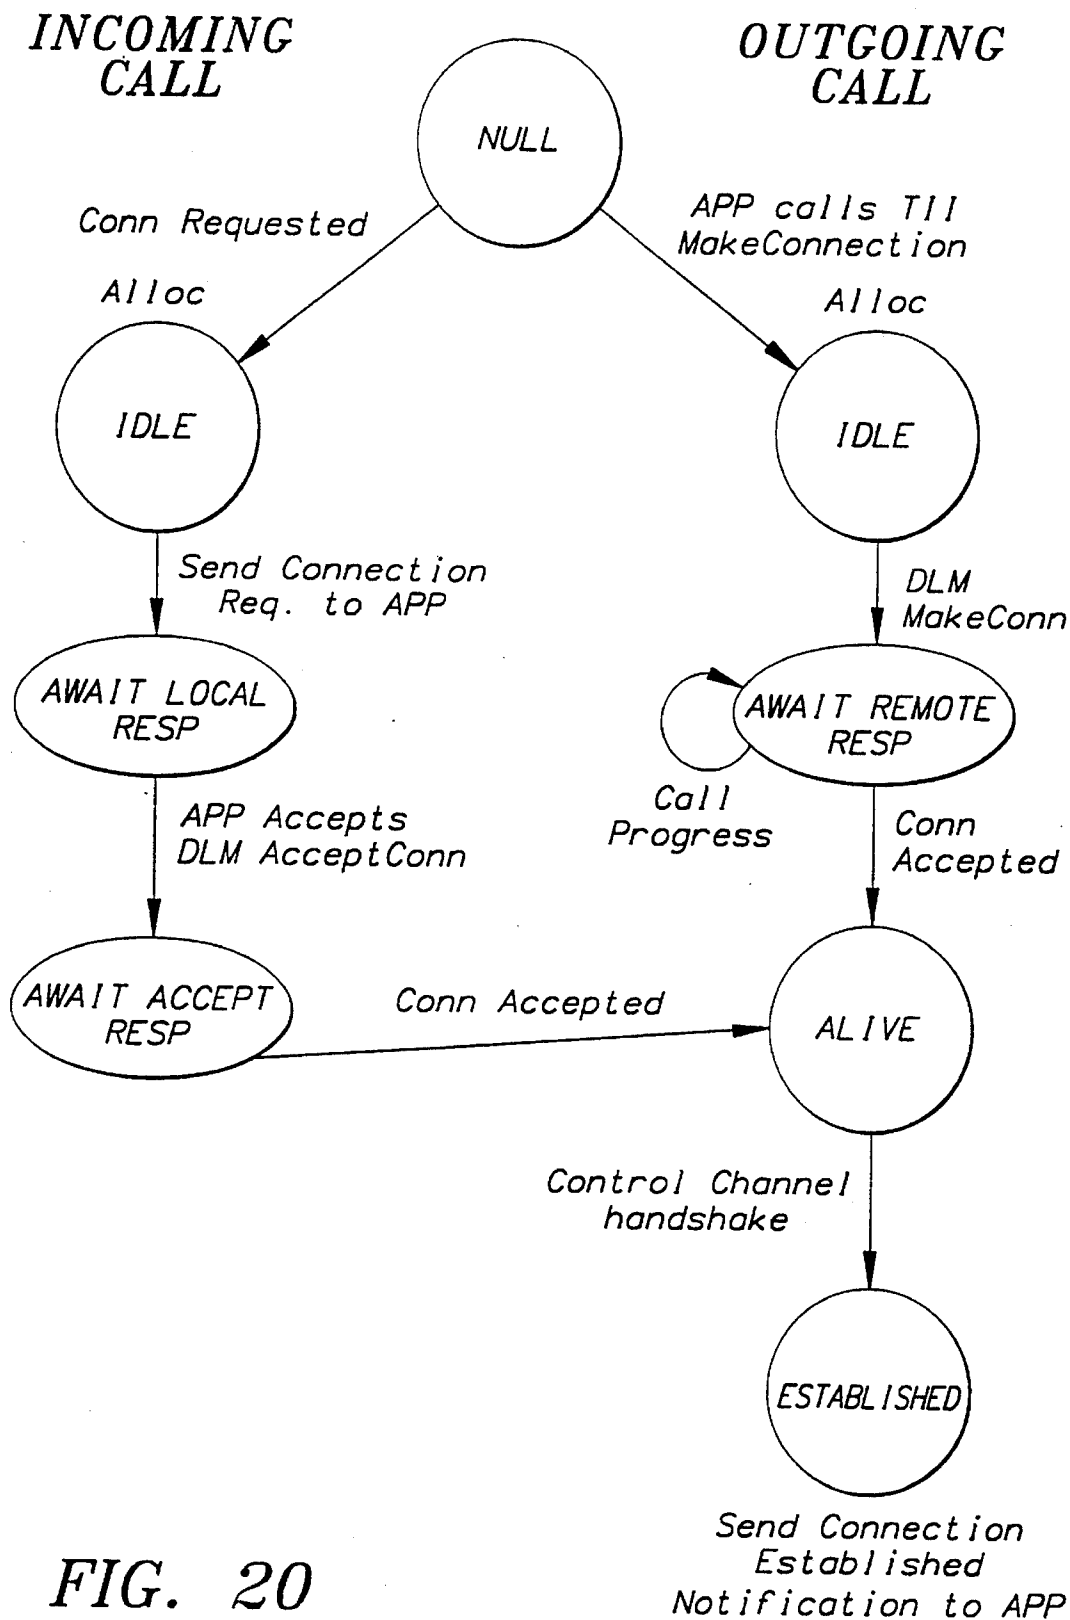 INCOMING
CALL
OUTGOING
CALL
NULL
Conn Requested
APP calls TII
MakeConnection
Alloc
Alloc
IDLE
IDLE
Send Connection
Req. to APP
DLM
MakeConn
AWAIT LOCAL
RESP
AWAIT REMOTE
RESP
Call
Progress
APP Accepts
DLM AcceptConn
Conn
Accepted
AWAIT ACCEPT
RESP
Conn Accepted
ALIVE
Control Channel
handshake
ESTABLISHED
Send Connection
Established
Notification to APP
FIG. 20